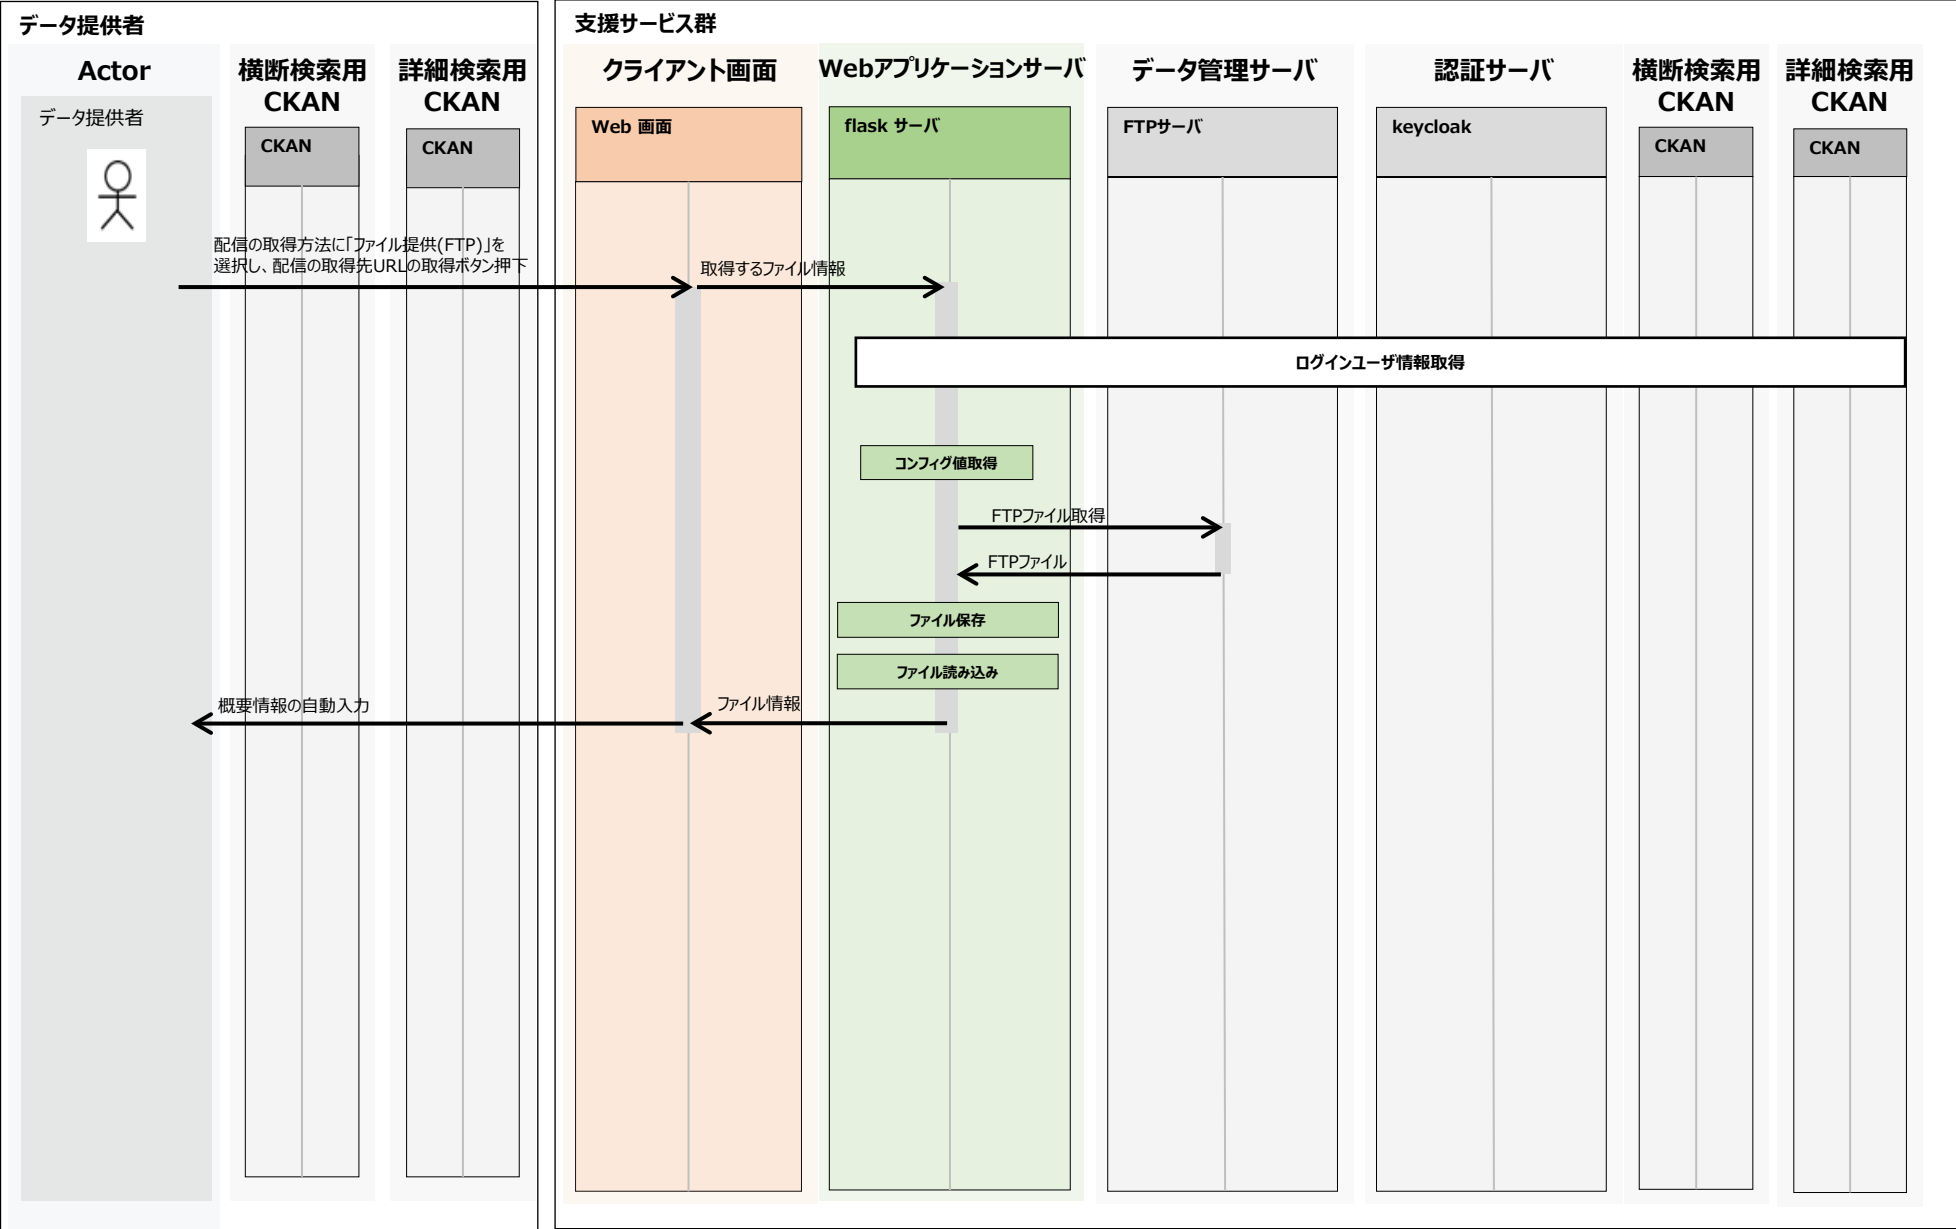 データ提供者
支援サービス群
Actor
横断検索用
CKAN
詳細検索用
CKAN
クライアント画面
Webアプリケーションサーバ
データ管理サーバ
認証サーバ
横断検索用
CKAN
詳細検索用
CKAN
データ提供者
CKAN
CKAN
Web 画面
flask サーバ
FTPサーバ
keycloak
CKAN
CKAN
配信の取得方法に「ファイル提供(FTP)」を
選択し、配信の取得先URLの取得ボタン押下
取得するファイル情報
ログインユーザ情報取得
コンフィグ値取得
FTPファイル取得
FTPファイル
ファイル保存
ファイル読み込み
概要情報の自動入力
ファイル情報